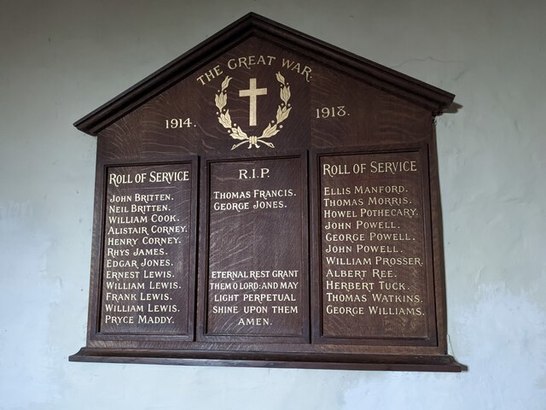 THE GREAT WAR.
1914.
1918.
ROLL OF SERVICE
JOHN BRITTEN.
NEIL BRITTEN.
WILLIAM COOK.
ALISTAIR CORNEY.
HENRY CORNEY.
RHYS JAMES.
EDGAR JONES.
ERNEST LEWIS.
WILLIAM LEWIS.
FRANK LEWIS.
WILLIAM LEWIS.
PRYCE MADDY.
R.I.P.
THOMAS FRANCIS.
GEORGE JONES.
ETERNAL REST GRANT
THEM O LORD: AND MAY
LIGHT PERPETUAL
SHINE UPON THEM
AMEN.
ROLL OF SERVICE
ELLIS MANFORD.
THOMAS MORRIS.
HOWEL POTHECARY.
JOHN POWELL.
GEORGE POWELL.
JOHN POWELL.
WILLIAM PROSSER.
ALBERT REE.
HERBERT TUCK.
THOMAS WATKINS.
GEORGE WILLIAMS.